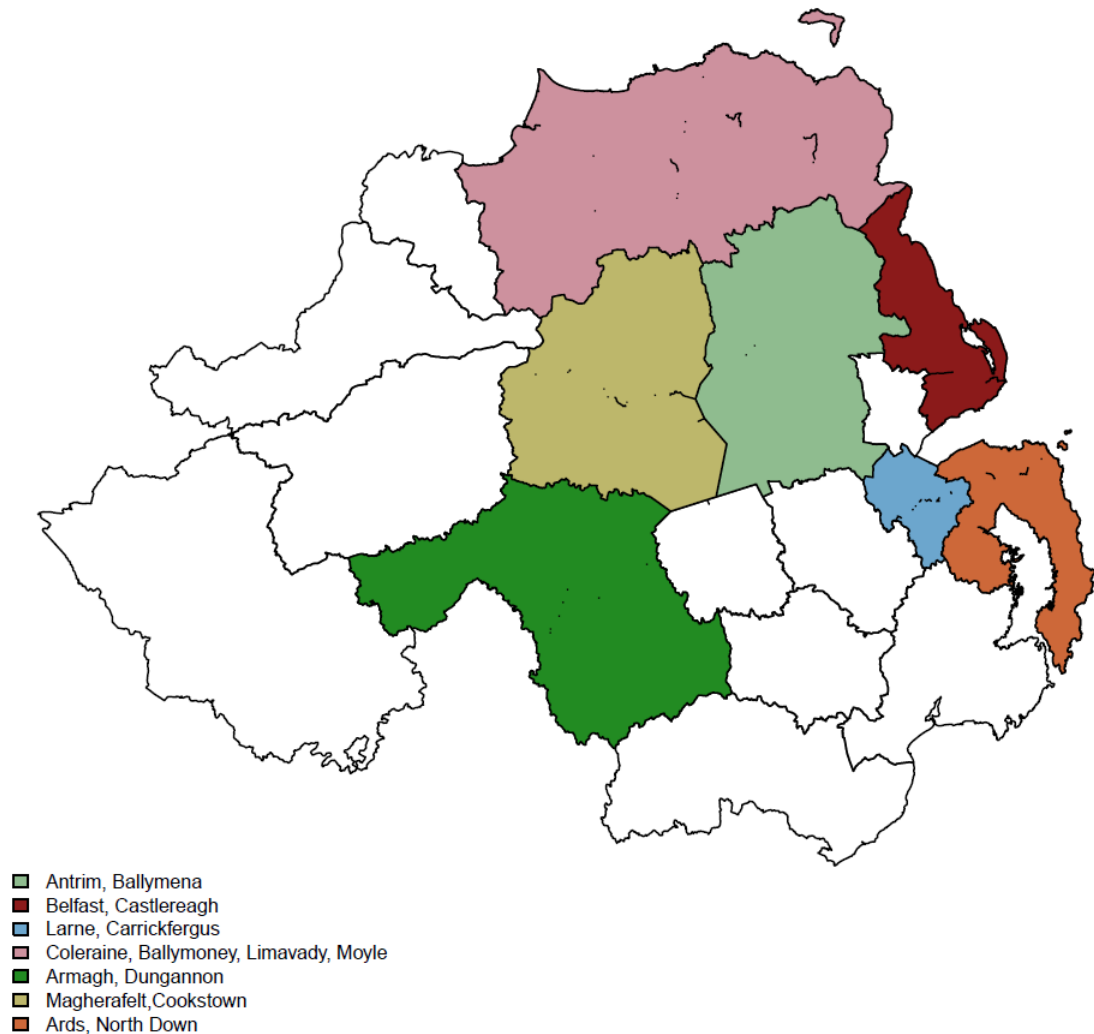 Antrim, Ballymena
Belfast, Castlereagh
Larne, Carrickfergus
Coleraine, Ballymoney, Limavady, Moyle
Armagh, Dungannon
Magherafelt,Cookstown
Ards, North Down